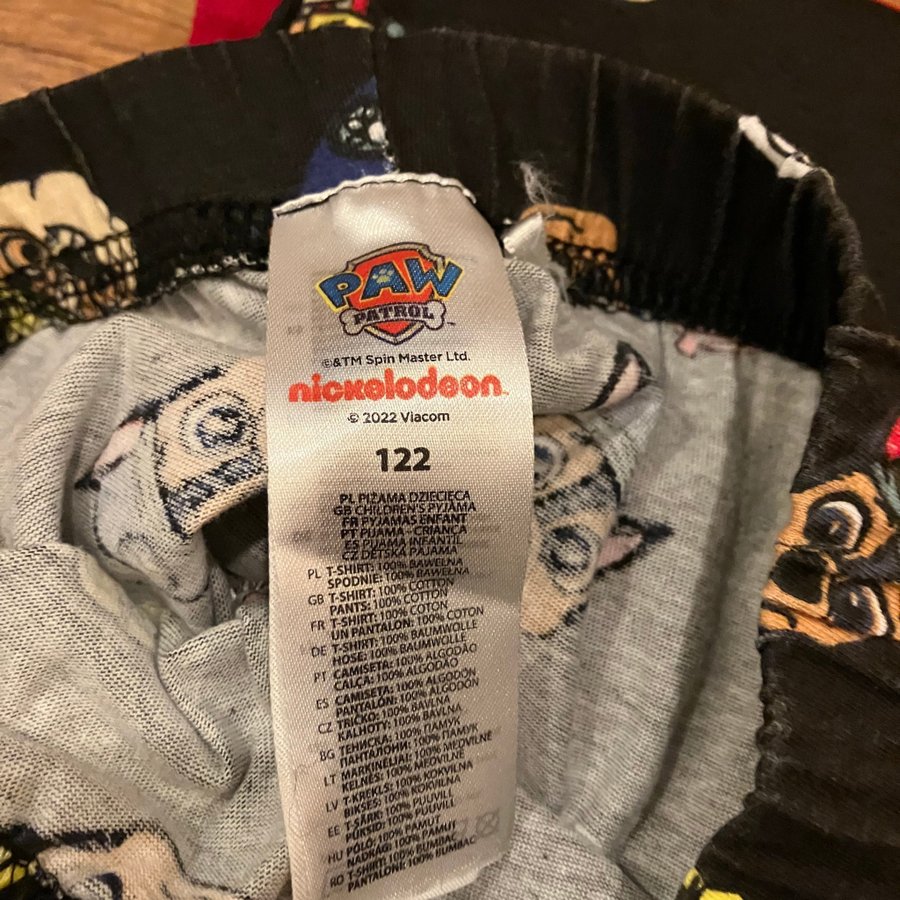 PAW
PATROL™
©&TM Spin Master Ltd.
nickelodeon™
© 2022 Viacom
122
PL PIŻAMA DZIECIĘCA
GB CHILDREN'S PYJAMA
FR PYJAMAS ENFANT
PT PIJAMA - CRIANÇA
ES PIJAMA INFANTIL
CZ DĚTSKÁ PAJAMA
PL T-SHIRT: 100% BAWEŁNA
SPODNIE: 100% BAWEŁNA
GB T-SHIRT: 100% COTTON
PANTS: 100% COTTON
FR T-SHIRT: 100% COTON
UN PANTALON: 100% COTON
DE T-SHIRT: 100% BAUMWOLLE
HOSE: 100% BAUMWOLLE
PT CAMISETA: 100% ALGODÃO
CALÇA: 100% ALGODÃO
ES CAMISETA: 100% ALGODÓN
PANTALÓN: 100% ALGODÓN
CZ TRIČKO: 100% BAVLNA
KALHOTY: 100% BAVLNA
BG ТЕНИСКА: 100% ПАМУК
ПАНТАЛОНИ: 100% ПАМУК
LT MARKINĖLIAI: 100% MEDVILNĖ
KELNĖS: 100% MEDVILNĖ
LV T-KREKLS: 100% KOKVILNA
BIKSES: 100% KOKVILNA
EE T-SÄRK: 100% PUUVILL
PÜKSID: 100% PUUVILL
HU PÓLÓ: 100% PAMUT
NADRÁG: 100% PAMUT
RO T-SHIRT: 100% BUMBAC
PANTALONI: 100% BUMBAC